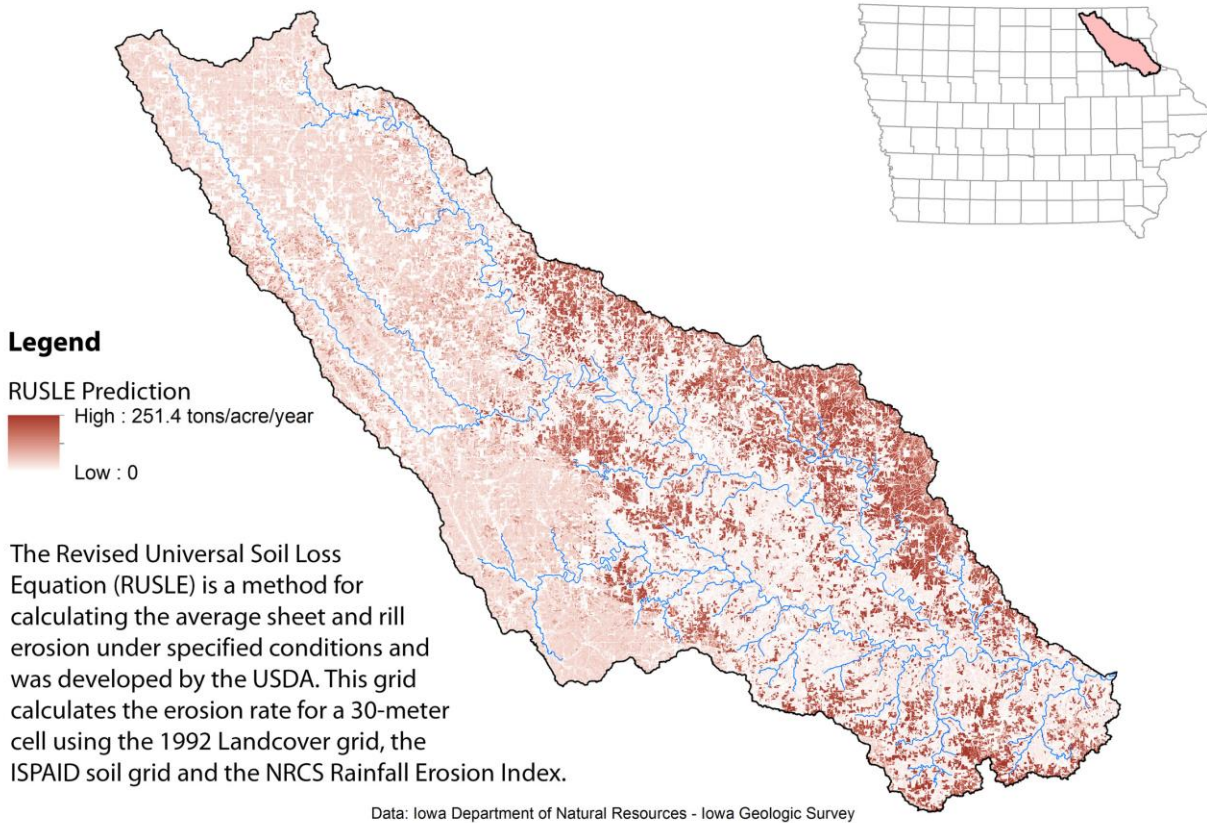 Legend
RUSLE Prediction
High : 251.4 tons/acre/year
Low : 0
The Revised Universal Soil Loss
Equation (RUSLE) is a method for
calculating the average sheet and rill
erosion under specified conditions and
was developed by the USDA. This grid
calculates the erosion rate for a 30-meter
cell using the 1992 Landcover grid, the
ISPAID soil grid and the NRCS Rainfall Erosion Index.
Data: Iowa Department of Natural Resources - Iowa Geologic Survey